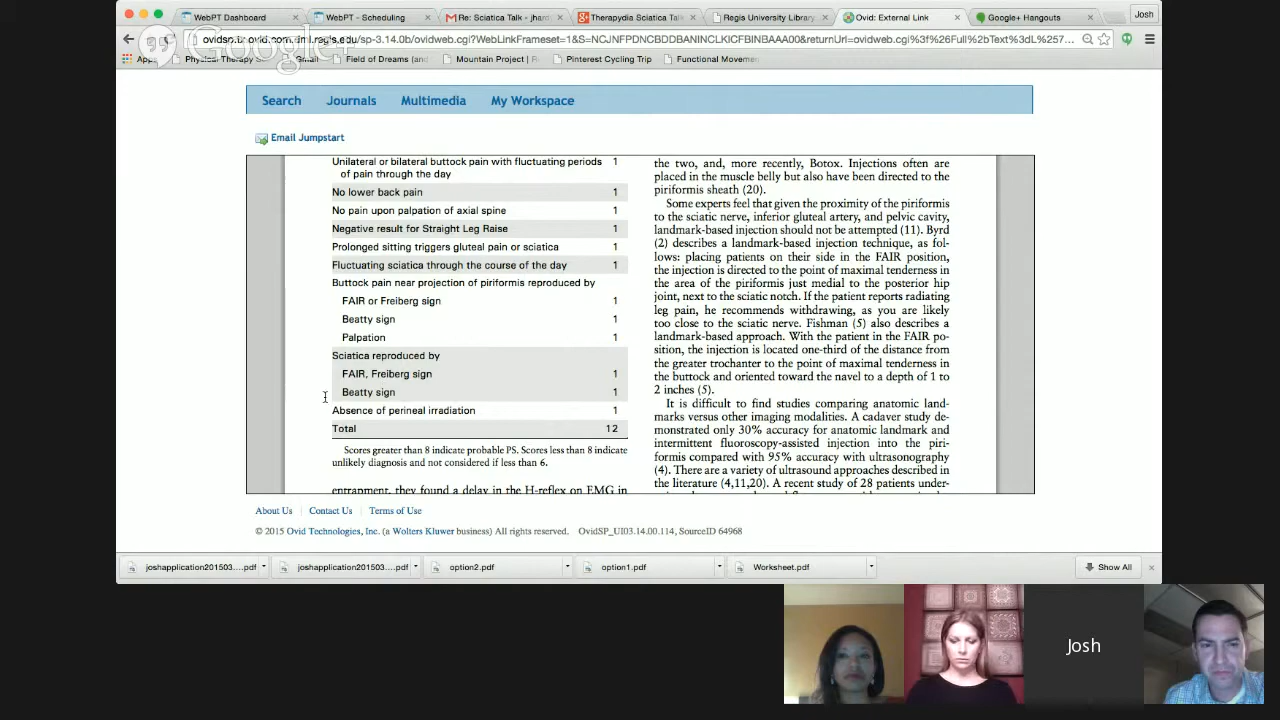 WebPT Dashboard
WebPT - Scheduling
Re: Sciatica Talk - jharo
Therapydia Sciatica Talk
Regis University Library
Ovid: External Link
Google+ Hangouts
Josh
Googler
Physical Therapy
Field of Dreams (and
Mountain Project | R
Pinterest Cycling Trip
Functional Moveme
Search
Journals
Multimedia
My Workspace
Email Jumpstart
Unilateral or bilateral buttock pain with fluctuating periods 1
of pain through the day
No lower back pain 1
No pain upon palpation of axial spine 1
Negative result for Straight Leg Raise 1
Prolonged sitting triggers gluteal pain or sciatica 1
Fluctuating sciatica through the course of the day 1
Buttock pain near projection of piriformis reproduced by
FAIR or Freiberg sign 1
Beatty sign 1
Palpation 1
Sciatica reproduced by
FAIR, Freiberg sign 1
Beatty sign 1
Absence of perineal irradiation 1
Total 12
Scores greater than 8 indicate probable PS. Scores less than 8 indicate
unlikely diagnosis and not considered if less than 6.
entrapment, they found a delay in the H-reflex on EMG in
the two, and, more recently, Botox. Injections often are
placed in the muscle belly but also have been directed to the
piriformis sheath (20).
Some experts feel that given the proximity of the piriformis
to the sciatic nerve, inferior gluteal artery, and pelvic cavity,
landmark-based injection should not be attempted (11). Byrd
(2) describes a landmark-based injection technique, as fol-
lows: placing patients on their side in the FAIR position,
the injection is directed to the point of maximal tenderness in
the area of the piriformis just medial to the posterior hip
joint, next to the sciatic notch. If the patient reports radiating
leg pain, he recommends withdrawing, as you are likely
too close to the sciatic nerve. Fishman (5) also describes a
landmark-based approach. With the patient in the FAIR po-
sition, the injection is located one-third of the distance from
the greater trochanter to the point of maximal tenderness in
the buttock and oriented toward the navel to a depth of 1 to
2 inches (5).
It is difficult to find studies comparing anatomic land-
marks versus other imaging modalities. A cadaver study de-
monstrated only 30% accuracy for anatomic landmark and
intermittent fluoroscopy-assisted injection into the piri-
formis compared with 95% accuracy with ultrasonography
(4). There are a variety of ultrasound approaches described in
the literature (4,11,20). A recent study of 28 patients under-
About Us
Contact Us
Terms of Use
© 2015 Ovid Technologies, Inc. (a Wolters Kluwer business) All rights reserved. OvidSP_UI03.14.00.114, SourceID 64968
joshapplication201503....pdf
joshapplication201503....pdf
option2.pdf
option1.pdf
Worksheet.pdf
Show All
Josh